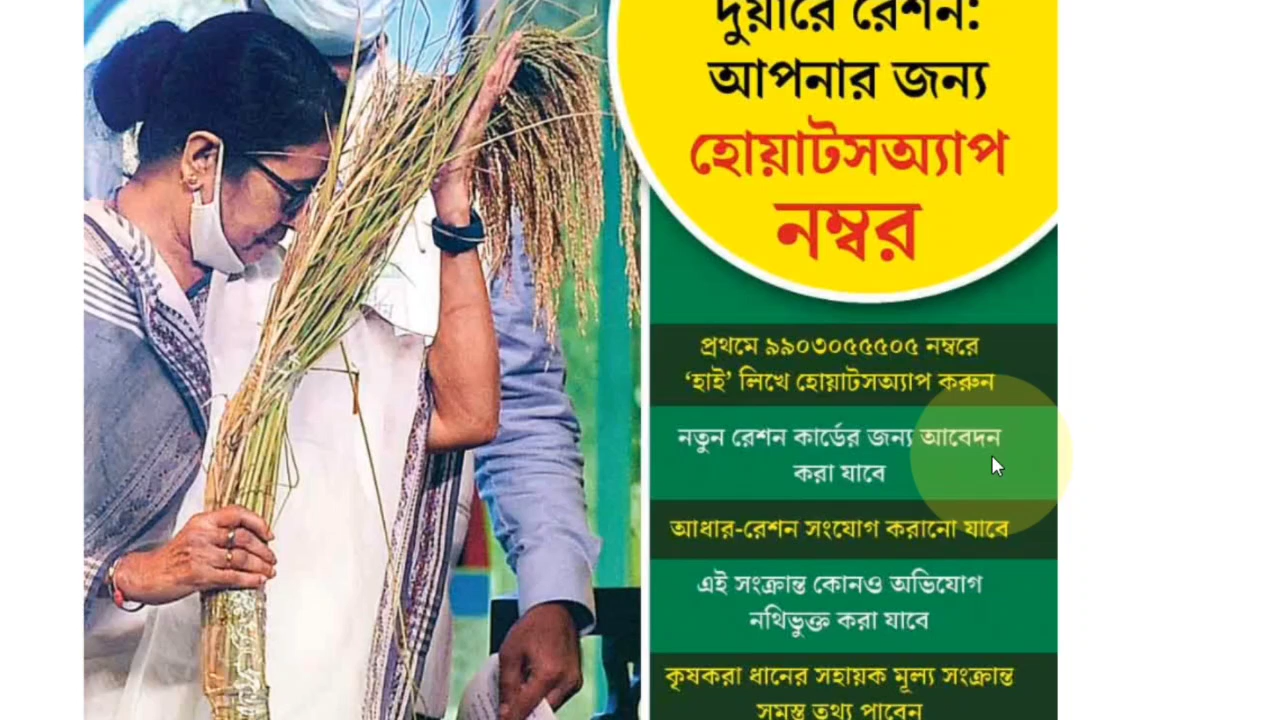 দুয়ারে রেশন:
আপনার জন্য
হোয়াটসঅ্যাপ
নম্বর
প্রথমে ৯৯০৩০৫৫৫০৫ নম্বরে
‘হাই’ লিখে হোয়াটসঅ্যাপ করুন
নতুন রেশন কার্ডের জন্য আবেদন
করা যাবে
আধার-রেশন সংযোগ করানো যাবে
এই সংক্রান্ত কোনও অভিযোগ
নথিভুক্ত করা যাবে
কৃষকরা ধানের সহায়ক মূল্য সংক্রান্ত
সমস্ত তথ্য পাবেন